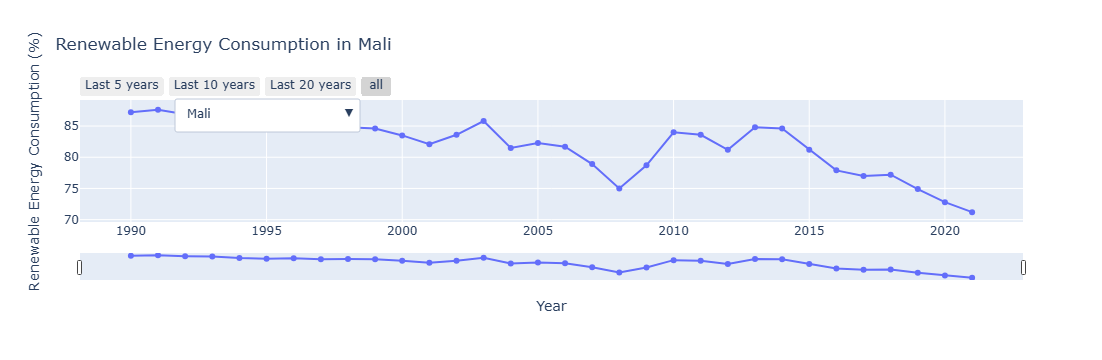 Renewable Energy Consumption in Mali
Last 5 years Last 10 years Last 20 years all
Mali ▼
Renewable Energy Consumption (%)
85
80
75
70
1990 1995 2000 2005 2010 2015 2020
Year